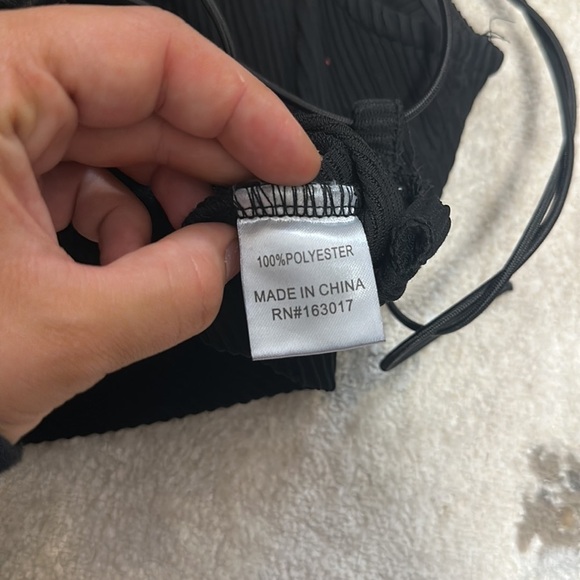 100%POLYESTER
MADE IN CHINA
RN#163017